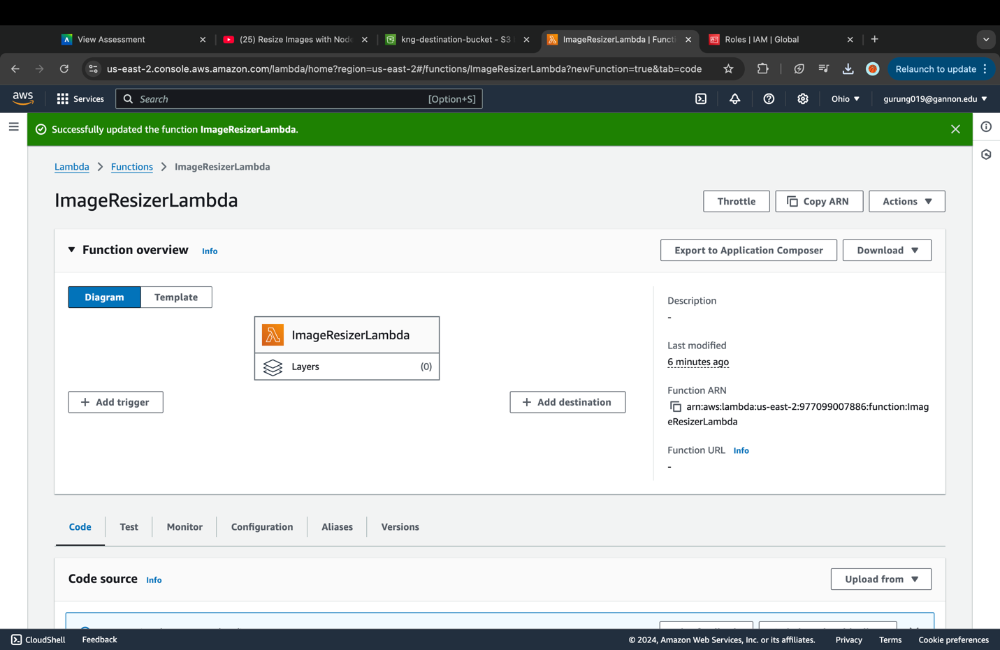 View Assessment
(25) Resize Images with Node
kng-destination-bucket - S3
ImageResizerLambda | Functi
Roles | IAM | Global
us-east-2.console.aws.amazon.com/lambda/home?region=us-east-2#/functions/ImageResizerLambda?newFunction=true&tab=code
Relaunch to update
aws
Services
Search
[Option+S]
Ohio
gurung019@gannon.edu
Successfully updated the function ImageResizerLambda.
Lambda
Functions
ImageResizerLambda
ImageResizerLambda
Throttle
Copy ARN
Actions
Function overview
Info
Export to Application Composer
Download
Diagram
Template
ImageResizerLambda
Layers
(0)
Add trigger
Add destination
Description
-
Last modified
6 minutes ago
Function ARN
arn:aws:lambda:us-east-2:977099007886:function:Imag
eResizerLambda
Function URL
Info
-
Code
Test
Monitor
Configuration
Aliases
Versions
Code source
Info
Upload from
CloudShell
Feedback
© 2024, Amazon Web Services, Inc. or its affiliates.
Privacy
Terms
Cookie preferences